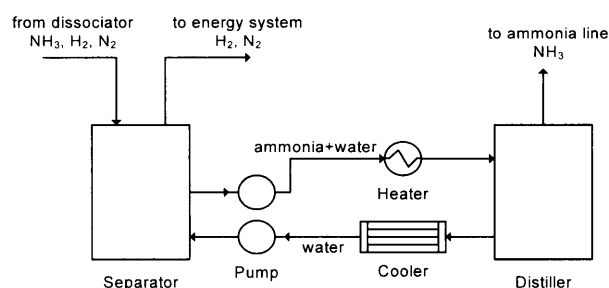 from dissociator
NH₃, H₂, N₂
to energy system
H₂, N₂
to ammonia line
NH₃
ammonia+water
Heater
water
Separator
Pump
Cooler
Distiller